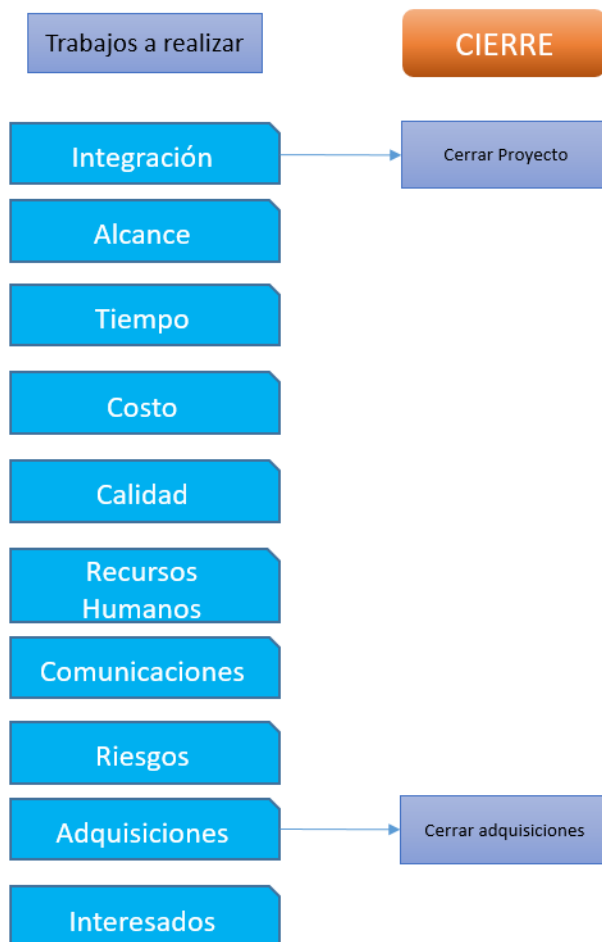 Trabajos a realizar
CIERRE
Integración
Cerrar Proyecto
Alcance
Tiempo
Costo
Calidad
Recursos
Humanos
Comunicaciones
Riesgos
Adquisiciones
Cerrar adquisiciones
Interesados